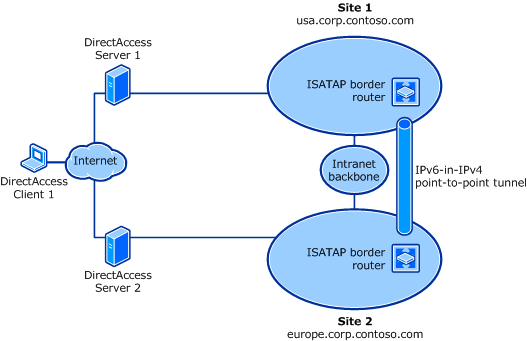 Site 1
usa.corp.contoso.com
DirectAccess
Server 1
ISATAP border
router
Internet
DirectAccess
Client 1
Intranet
backbone
IPv6-in-IPv4
point-to-point tunnel
ISATAP border
router
DirectAccess
Server 2
Site 2
europe.corp.contoso.com